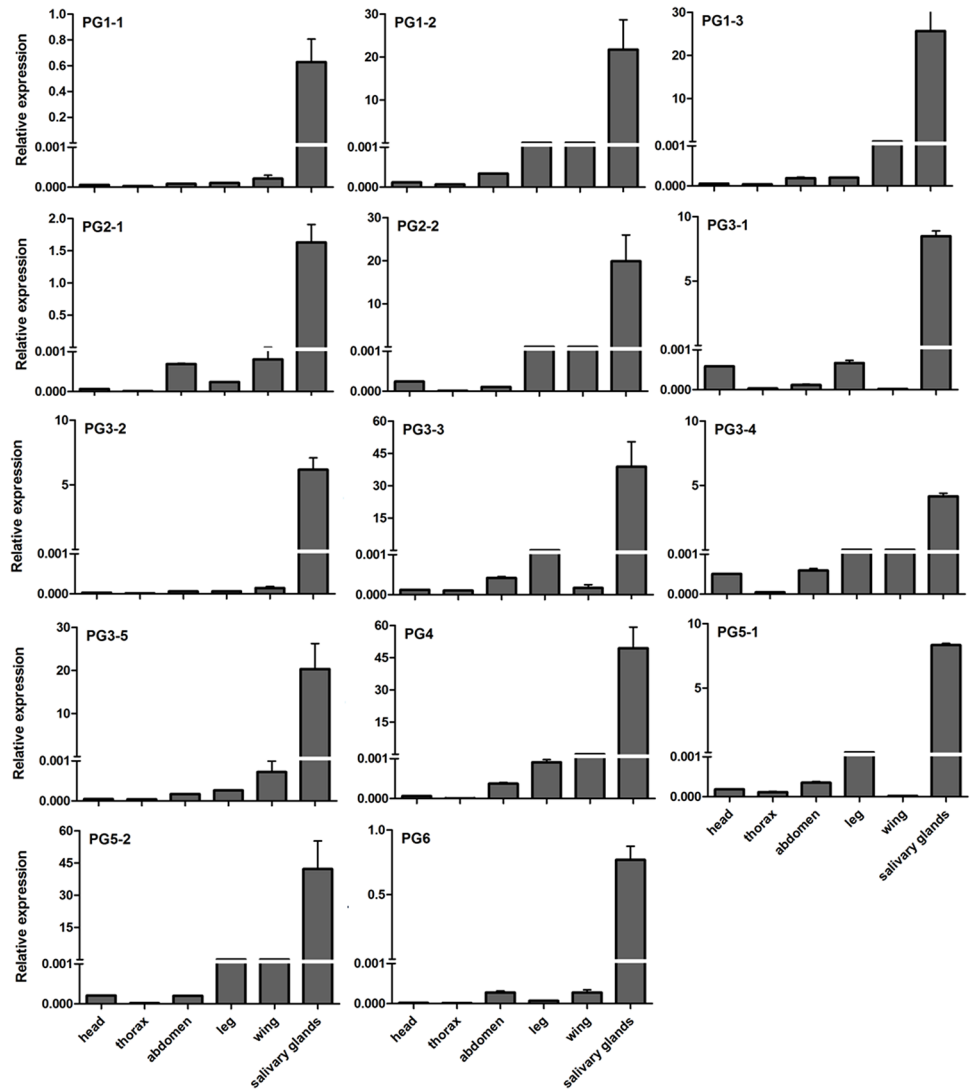 PG1-1
PG1-2
PG1-3
Relative expression
1.0
0.8
0.6
0.4
0.2
0.001
0.000
30
20
10
0.001
0.000
30
20
10
0.001
0.000
PG2-1
PG2-2
PG3-1
Relative expression
2.0
1.5
1.0
0.5
0.001
0.000
30
20
10
0.001
0.000
10
5
0.001
0.000
PG3-2
PG3-3
PG3-4
Relative expression
10
5
0.001
0.000
60
45
30
15
0.001
0.000
10
5
0.001
0.000
PG3-5
PG4
PG5-1
Relative expression
30
20
10
0.001
0.000
60
45
30
15
0.001
0.000
10
5
0.001
0.000
head
thorax
abdomen
leg
wing
salivary glands
PG5-2
PG6
Relative expression
60
45
30
15
0.001
0.000
1.0
0.5
0.001
0.000
head
thorax
abdomen
leg
wing
salivary glands
head
thorax
abdomen
leg
wing
salivary glands